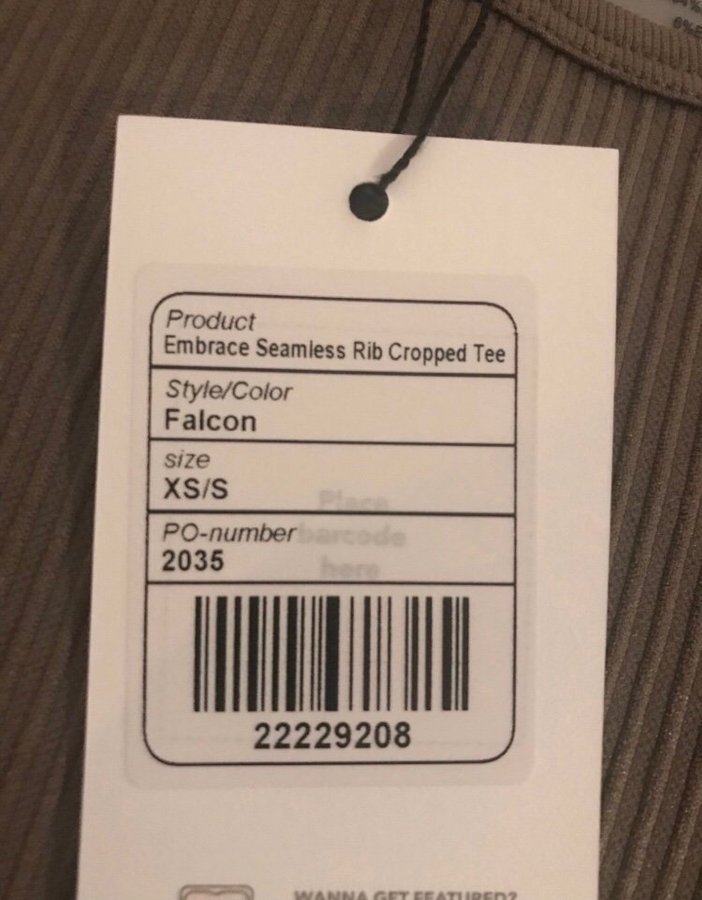 Product
Embrace Seamless Rib Cropped Tee
Style/Color
Falcon
size
XS/S
Place
PO-number
barcode
2035
here
22229208
WANNA GET FEATURED?